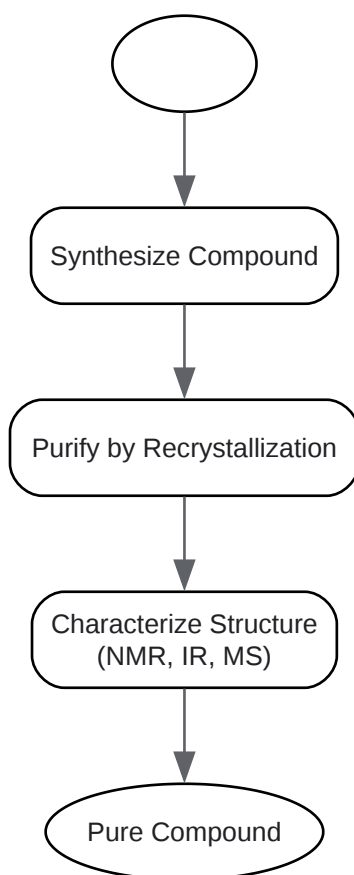 Synthesize Compound
Purify by Recrystallization
Characterize Structure
(NMR, IR, MS)
Pure Compound